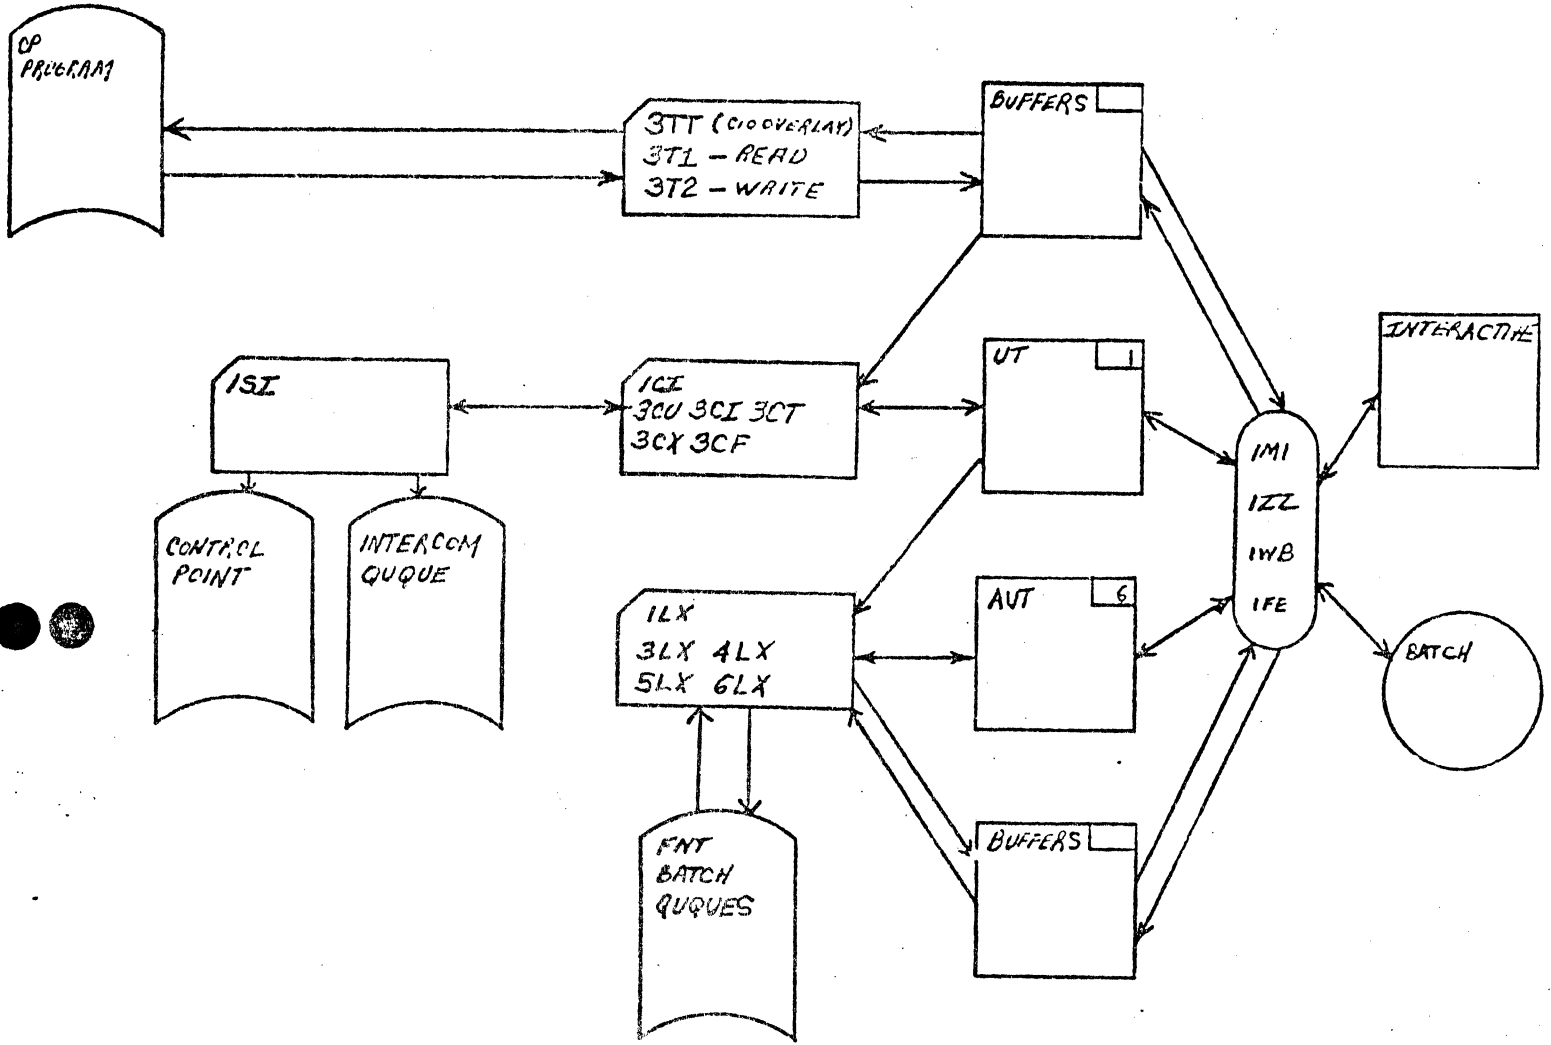 CP
PROGRAM
3TT (CIO OVERLAY)
3T1 - READ
3T2 - WRITE
BUFFERS
INTERACTIVE
1SI
1CI
3CU 3CI 3CT
3CX 3CF
UT 1
1MI
1ZZ
1WB
1FE
CONTROL
POINT
INTERCOM
QUQUE
1LX
3LX 4LX
5LX 6LX
AUT 6
BATCH
FNT
BATCH
QUQUES
BUFFERS